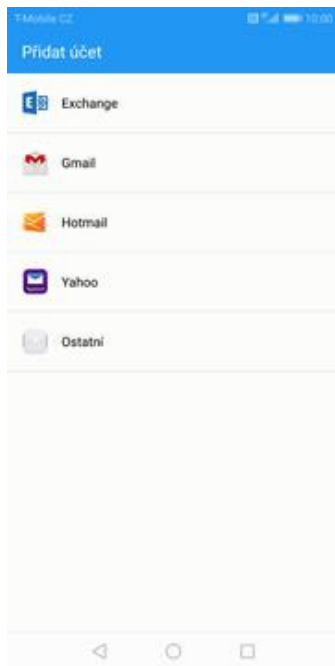 T-Mobile CZ 10:00
Přidat účet
Exchange
Gmail
Hotmail
Yahoo
Ostatní